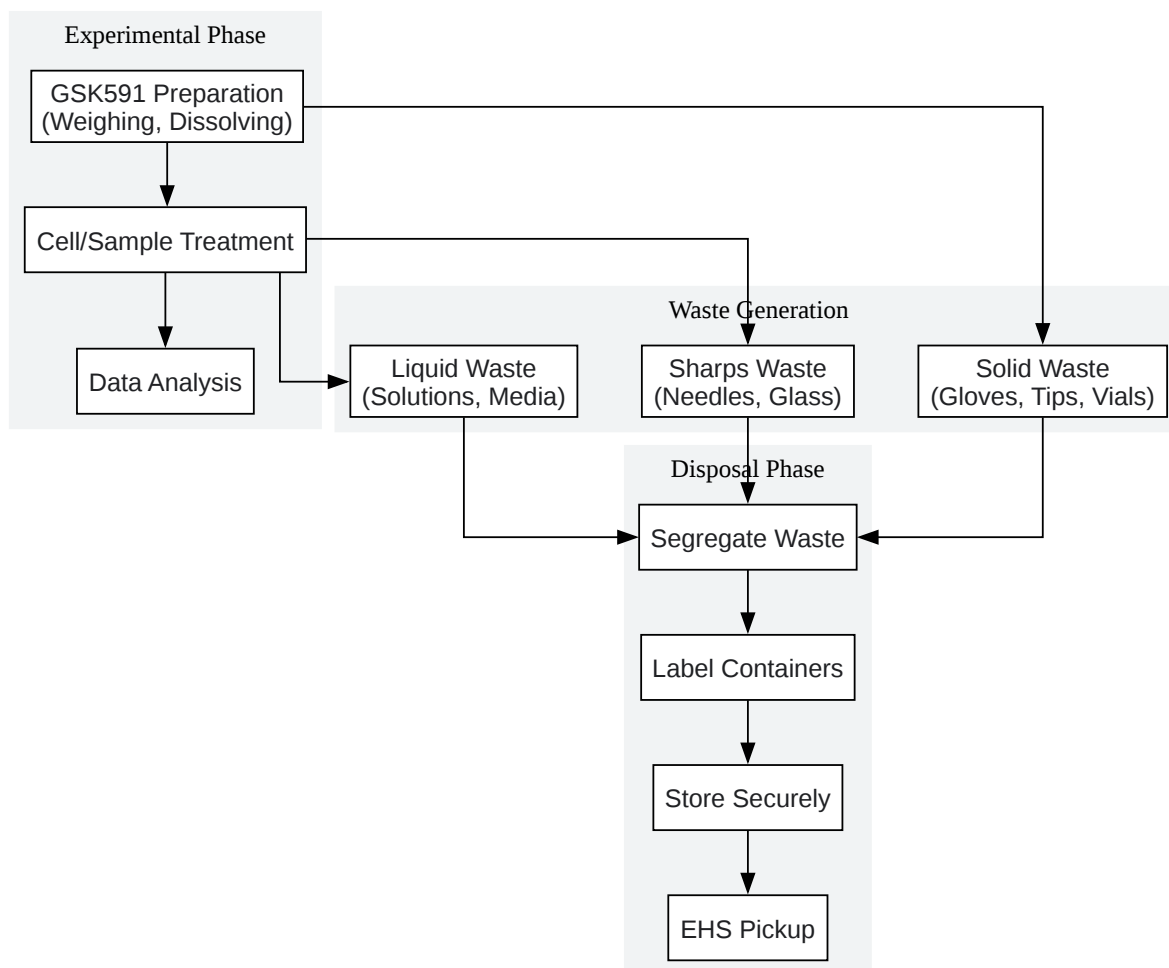 Experimental Phase
GSK591 Preparation
(Weighing, Dissolving)
Cell/Sample Treatment
Data Analysis
Waste Generation
Liquid Waste
(Solutions, Media)
Sharps Waste
(Needles, Glass)
Solid Waste
(Gloves, Tips, Vials)
Disposal Phase
Segregate Waste
Label Containers
Store Securely
EHS Pickup